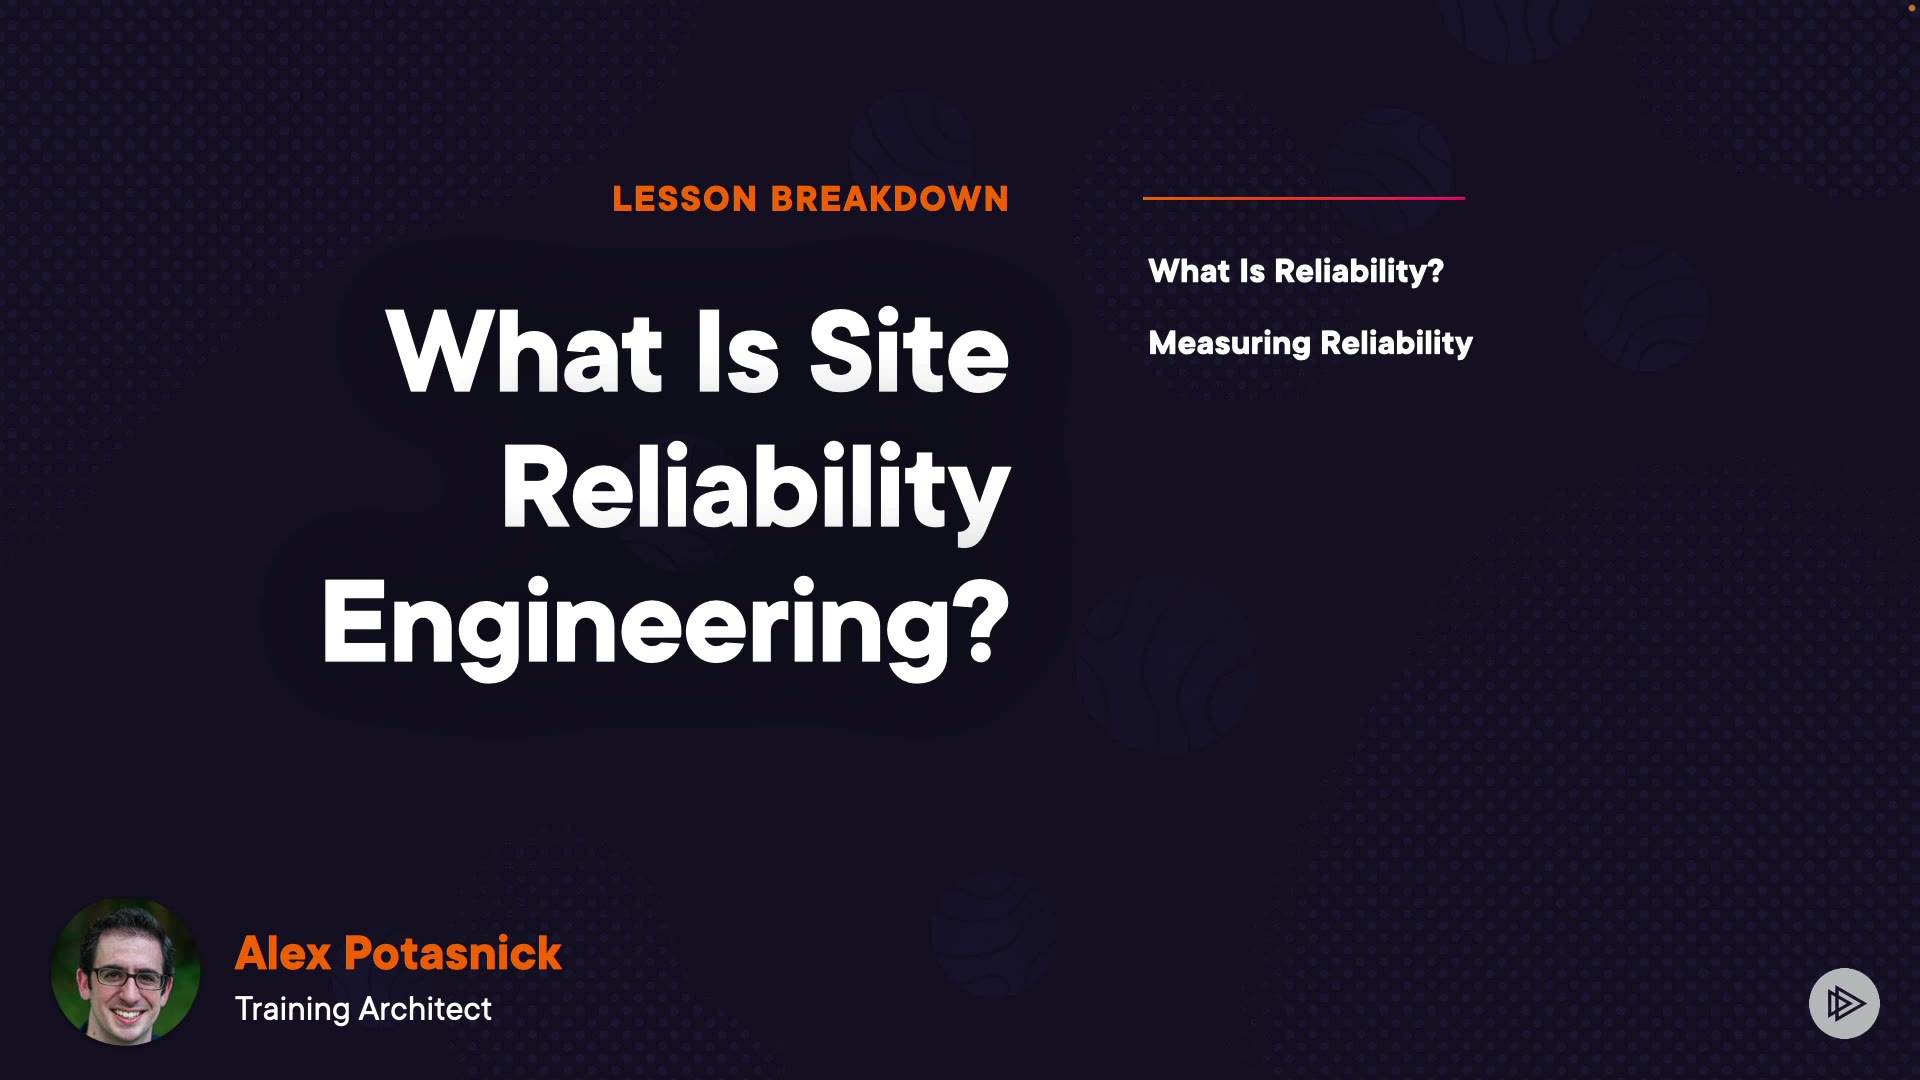 LESSON BREAKDOWN
What Is Site
Reliability
Engineering?
What Is Reliability?
Measuring Reliability
Alex Potasnick
Training Architect